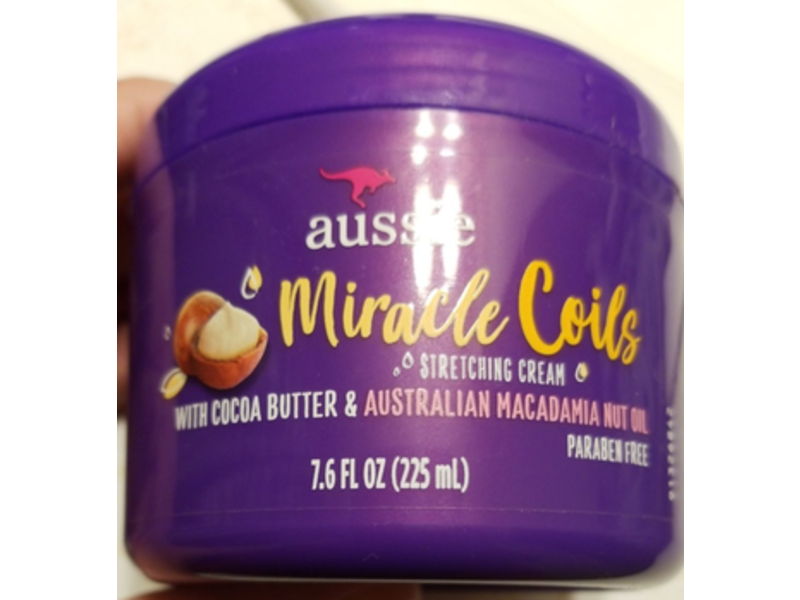 aussie
Miracle Coils
STRETCHING CREAM
WITH COCOA BUTTER & AUSTRALIAN MACADAMIA NUT OIL
PARABEN FREE
7.6 FL OZ (225 mL)